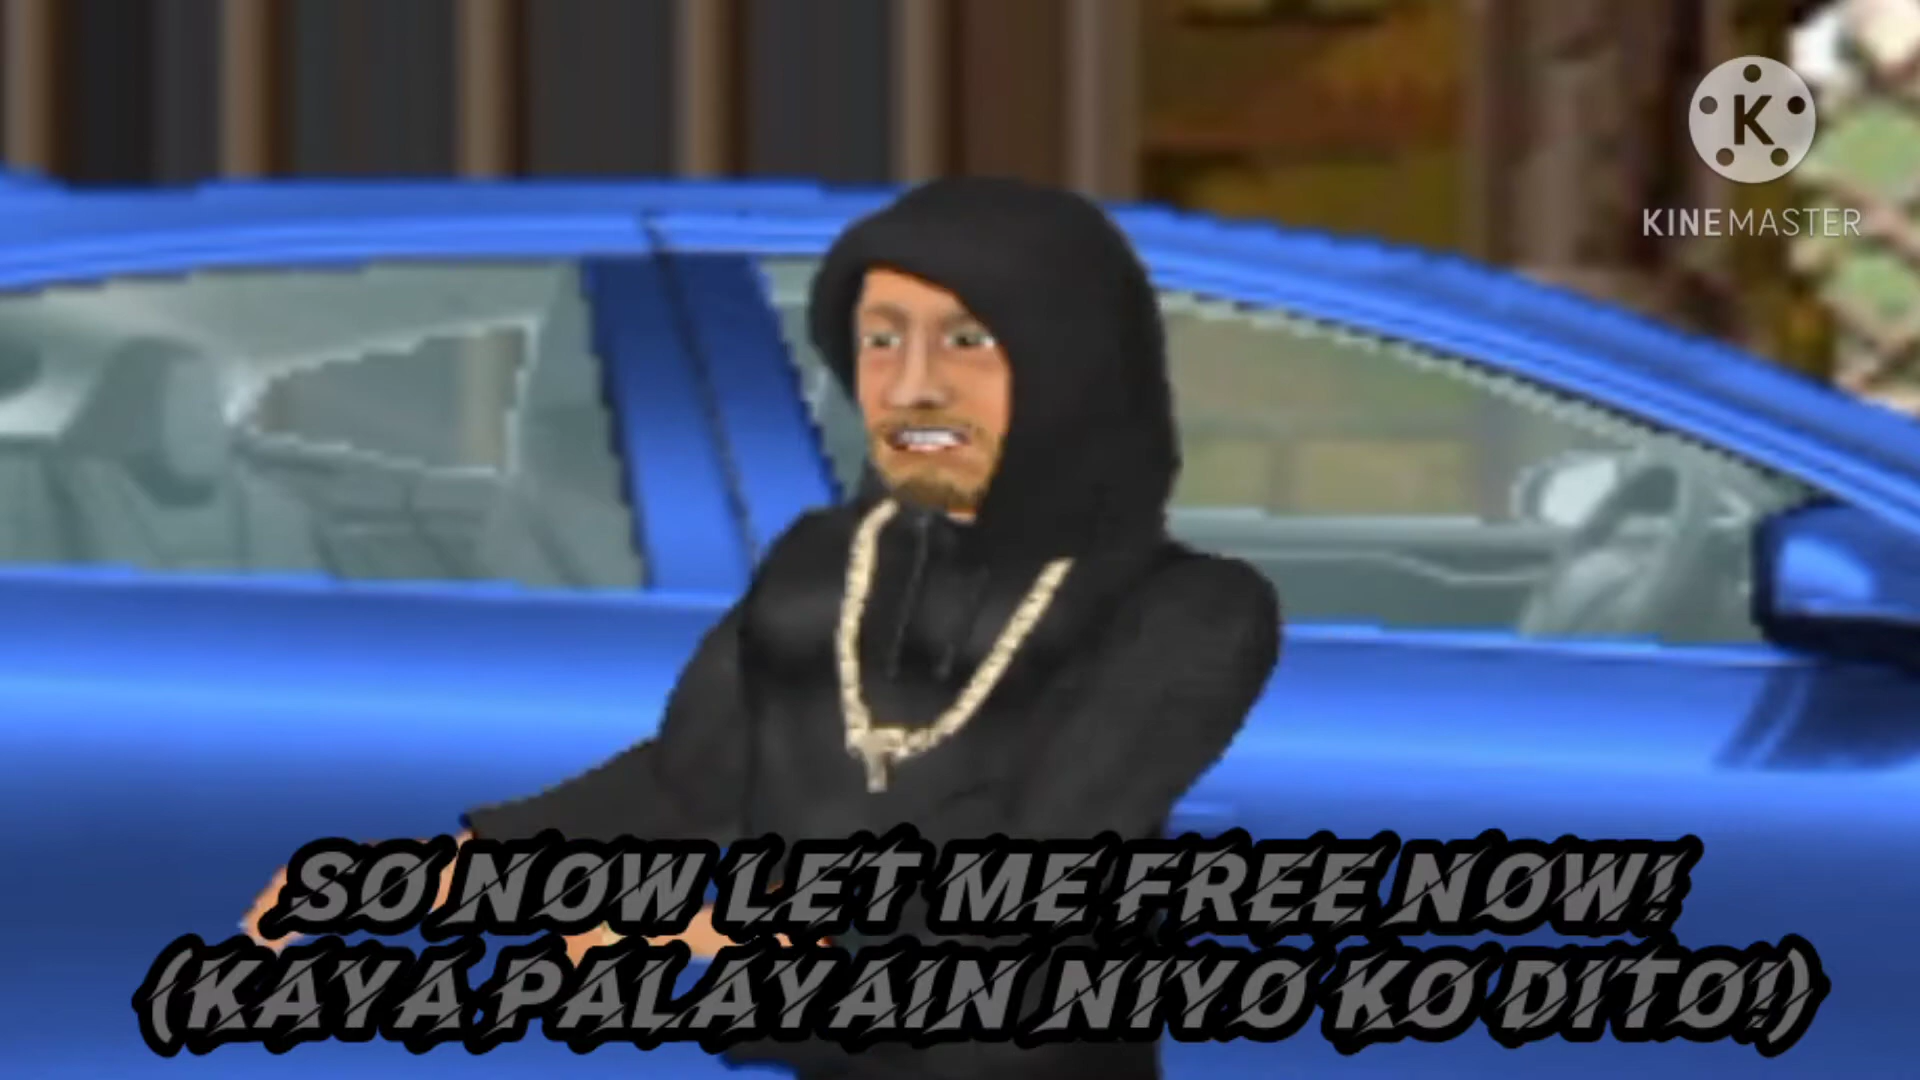 K
KINEMASTER
SO NOW LET ME FREE NOW!
(KAYA PALAYAIN NIYO KO DITO!)